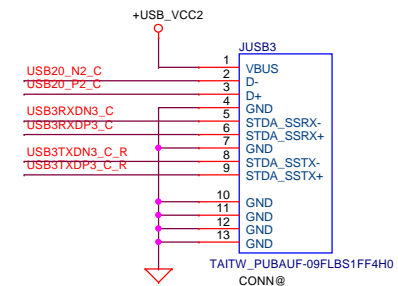 +USB_VCC2
JUSB3
1 VBUS
USB20_N2_C 2 D-
USB20_P2_C 3 D+
4 GND
USB3RXDN3_C 5 STDA_SSRX-
USB3RXDP3_C 6 STDA_SSRX+
7 GND
USB3TXDN3_C_R 8 STDA_SSTX-
USB3TXDP3_C_R 9 STDA_SSTX+
10 GND
11 GND
12 GND
13 GND
TAITW_PUBAUF-09FLBS1FF4H0
CONN@